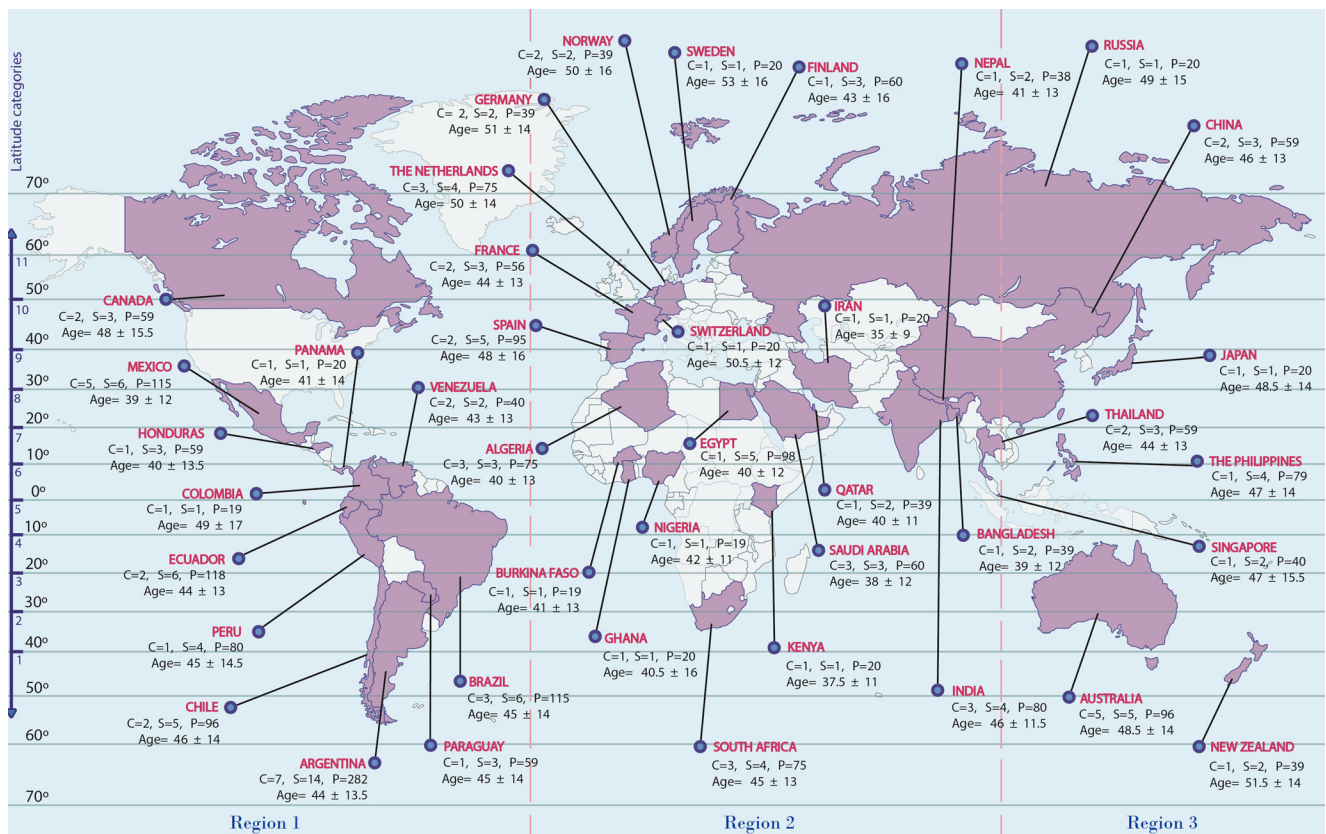 Latitude categories
70º
60º
11
50º
10
40º
9
30º
8
20º
7
10º
6
0º
5
10º
4
20º
3
30º
2
40º
1
50º
60º
70º
NORWAY
C=2, S=2, P=39
Age= 50 ± 16
SWEDEN
C=1, S=1, P=20
Age= 53 ± 16
FINLAND
C=1, S=3, P=60
Age= 43 ± 16
NEPAL
C=1, S=2, P=38
Age= 41 ± 13
RUSSIA
C=1, S=1, P=20
Age= 49 ± 15
GERMANY
C= 2, S=2, P=39
Age= 51 ± 14
CHINA
C=2, S=3, P=59
Age= 46 ± 13
THE NETHERLANDS
C=3, S=4, P=75
Age= 50 ± 14
FRANCE
C=2, S=3, P=56
Age= 44 ± 13
CANADA
C=2, S=3, P=59
Age= 48 ± 15.5
SPAIN
C=2, S=5, P=95
Age= 48 ± 16
SWITZERLAND
C=1, S=1, P=20
Age= 50.5 ± 12
IRAN
C=1, S=1, P=20
Age= 35 ± 9
JAPAN
C=1, S=1, P=20
Age= 48.5 ± 14
PANAMA
C=1, S=1, P=20
Age= 41 ± 14
MEXICO
C=5, S=6, P=115
Age= 39 ± 12
VENEZUELA
C=2, S=2, P=40
Age= 43 ± 13
THAILAND
C=2, S=3, P=59
Age= 44 ± 13
HONDURAS
C=1, S=3, P=59
Age= 40 ± 13.5
ALGERIA
C=3, S=3, P=75
Age= 40 ± 13
EGYPT
C=1, S=5, P=98
Age= 40 ± 12
THE PHILIPPINES
C=1, S=4, P=79
Age= 47 ± 14
COLOMBIA
C=1, S=1, P=19
Age= 49 ± 17
QATAR
C=1, S=2, P=39
Age= 40 ± 11
NIGERIA
C=1, S=1, P=19
Age= 42 ± 11
BANGLADESH
C=1, S=2, P=39
Age= 39 ± 12
SINGAPORE
C=1, S=2, P=40
Age= 47 ± 15.5
ECUADOR
C=2, S=6, P=118
Age= 44 ± 13
SAUDI ARABIA
C=3, S=3, P=60
Age= 38 ± 12
BURKINA FASO
C=1, S=1, P=19
Age= 41 ± 13
PERU
C=1, S=4, P=80
Age= 45 ± 14.5
GHANA
C=1, S=1, P=20
Age= 40.5 ± 16
KENYA
C=1, S=1, P=20
Age= 37.5 ± 11
BRAZIL
C=3, S=6, P=115
Age= 45 ± 14
INDIA
C=3, S=4, P=80
Age= 46 ± 11.5
AUSTRALIA
C=5, S=5, P=96
Age= 48.5 ± 14
CHILE
C=2, S=5, P=96
Age= 46 ± 14
PARAGUAY
C=1, S=3, P=59
Age= 45 ± 14
SOUTH AFRICA
C=3, S=4, P=75
Age= 45 ± 13
NEW ZEALAND
C=1, S=2, P=39
Age= 51.5 ± 14
ARGENTINA
C=7, S=14, P=282
Age= 44 ± 13.5
Region 1
Region 2
Region 3